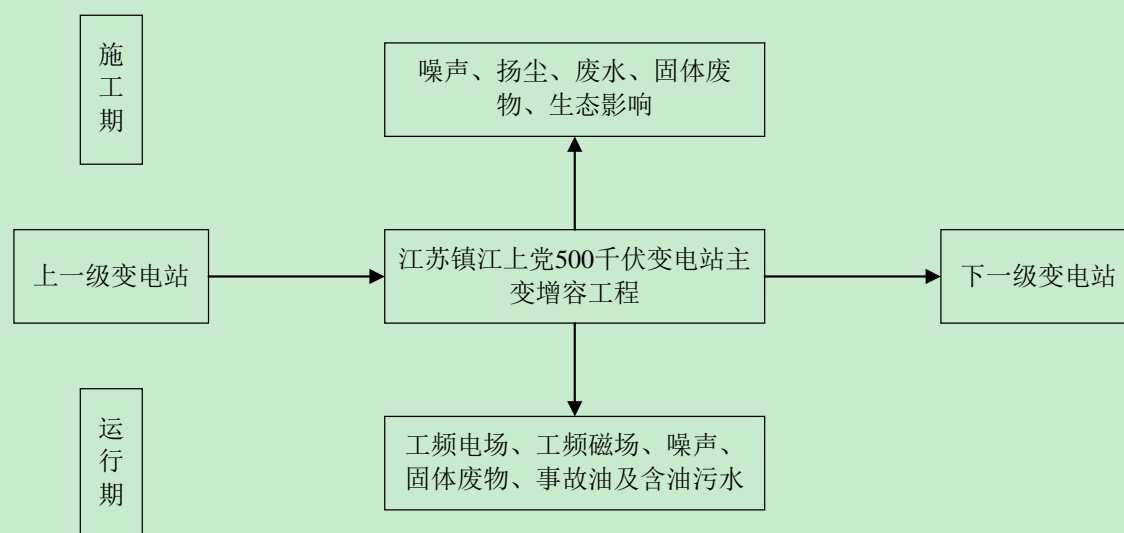 施
工
期
噪声、扬尘、废水、固体废
物、生态影响
上一级变电站
江苏镇江上党500千伏变电站主
变增容工程
下一级变电站
运
行
期
工频电场、工频磁场、噪声、
固体废物、事故油及含油污水